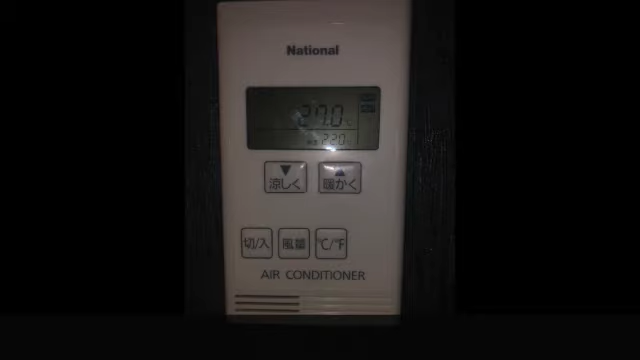 National
27.0℃
22.0℃
涼しく 暖かく
切/入 風量 ℃/°F
AIR CONDITIONER